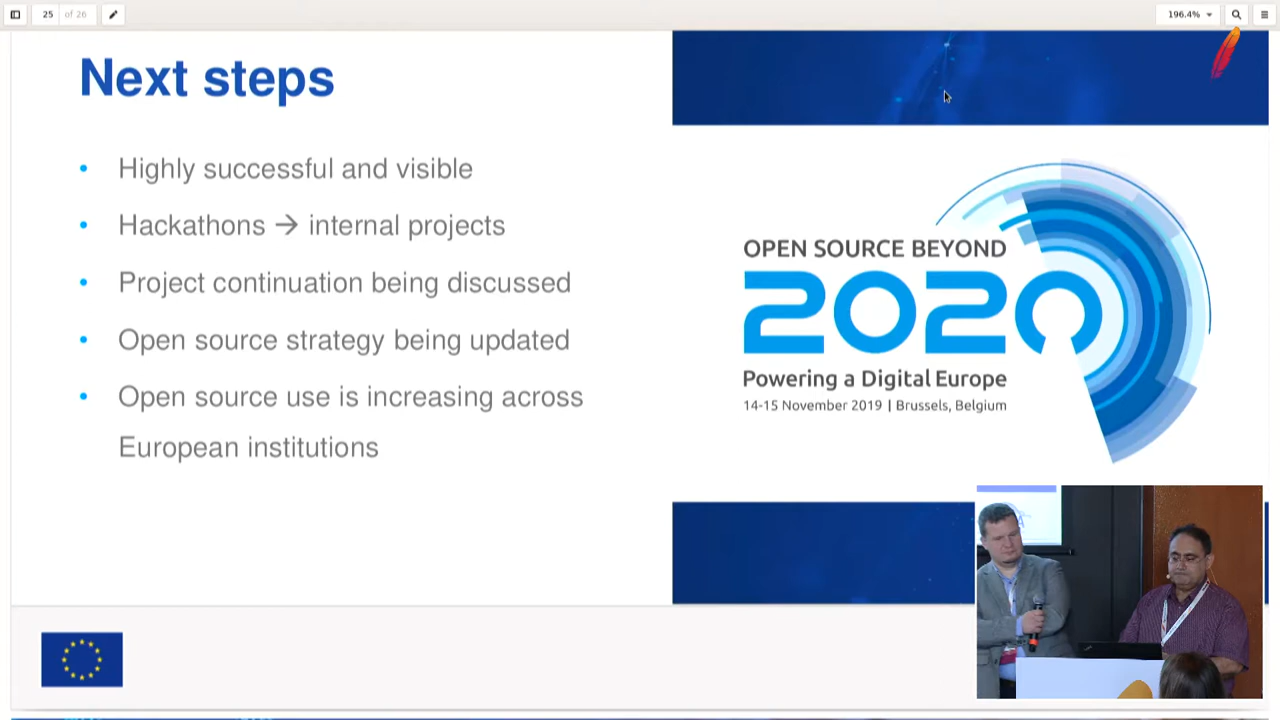 25 of 26
196.4%
Next steps
• Highly successful and visible
• Hackathons → internal projects
• Project continuation being discussed
• Open source strategy being updated
• Open source use is increasing across
European institutions
OPEN SOURCE BEYOND
2020
Powering a Digital Europe
14-15 November 2019 | Brussels, Belgium